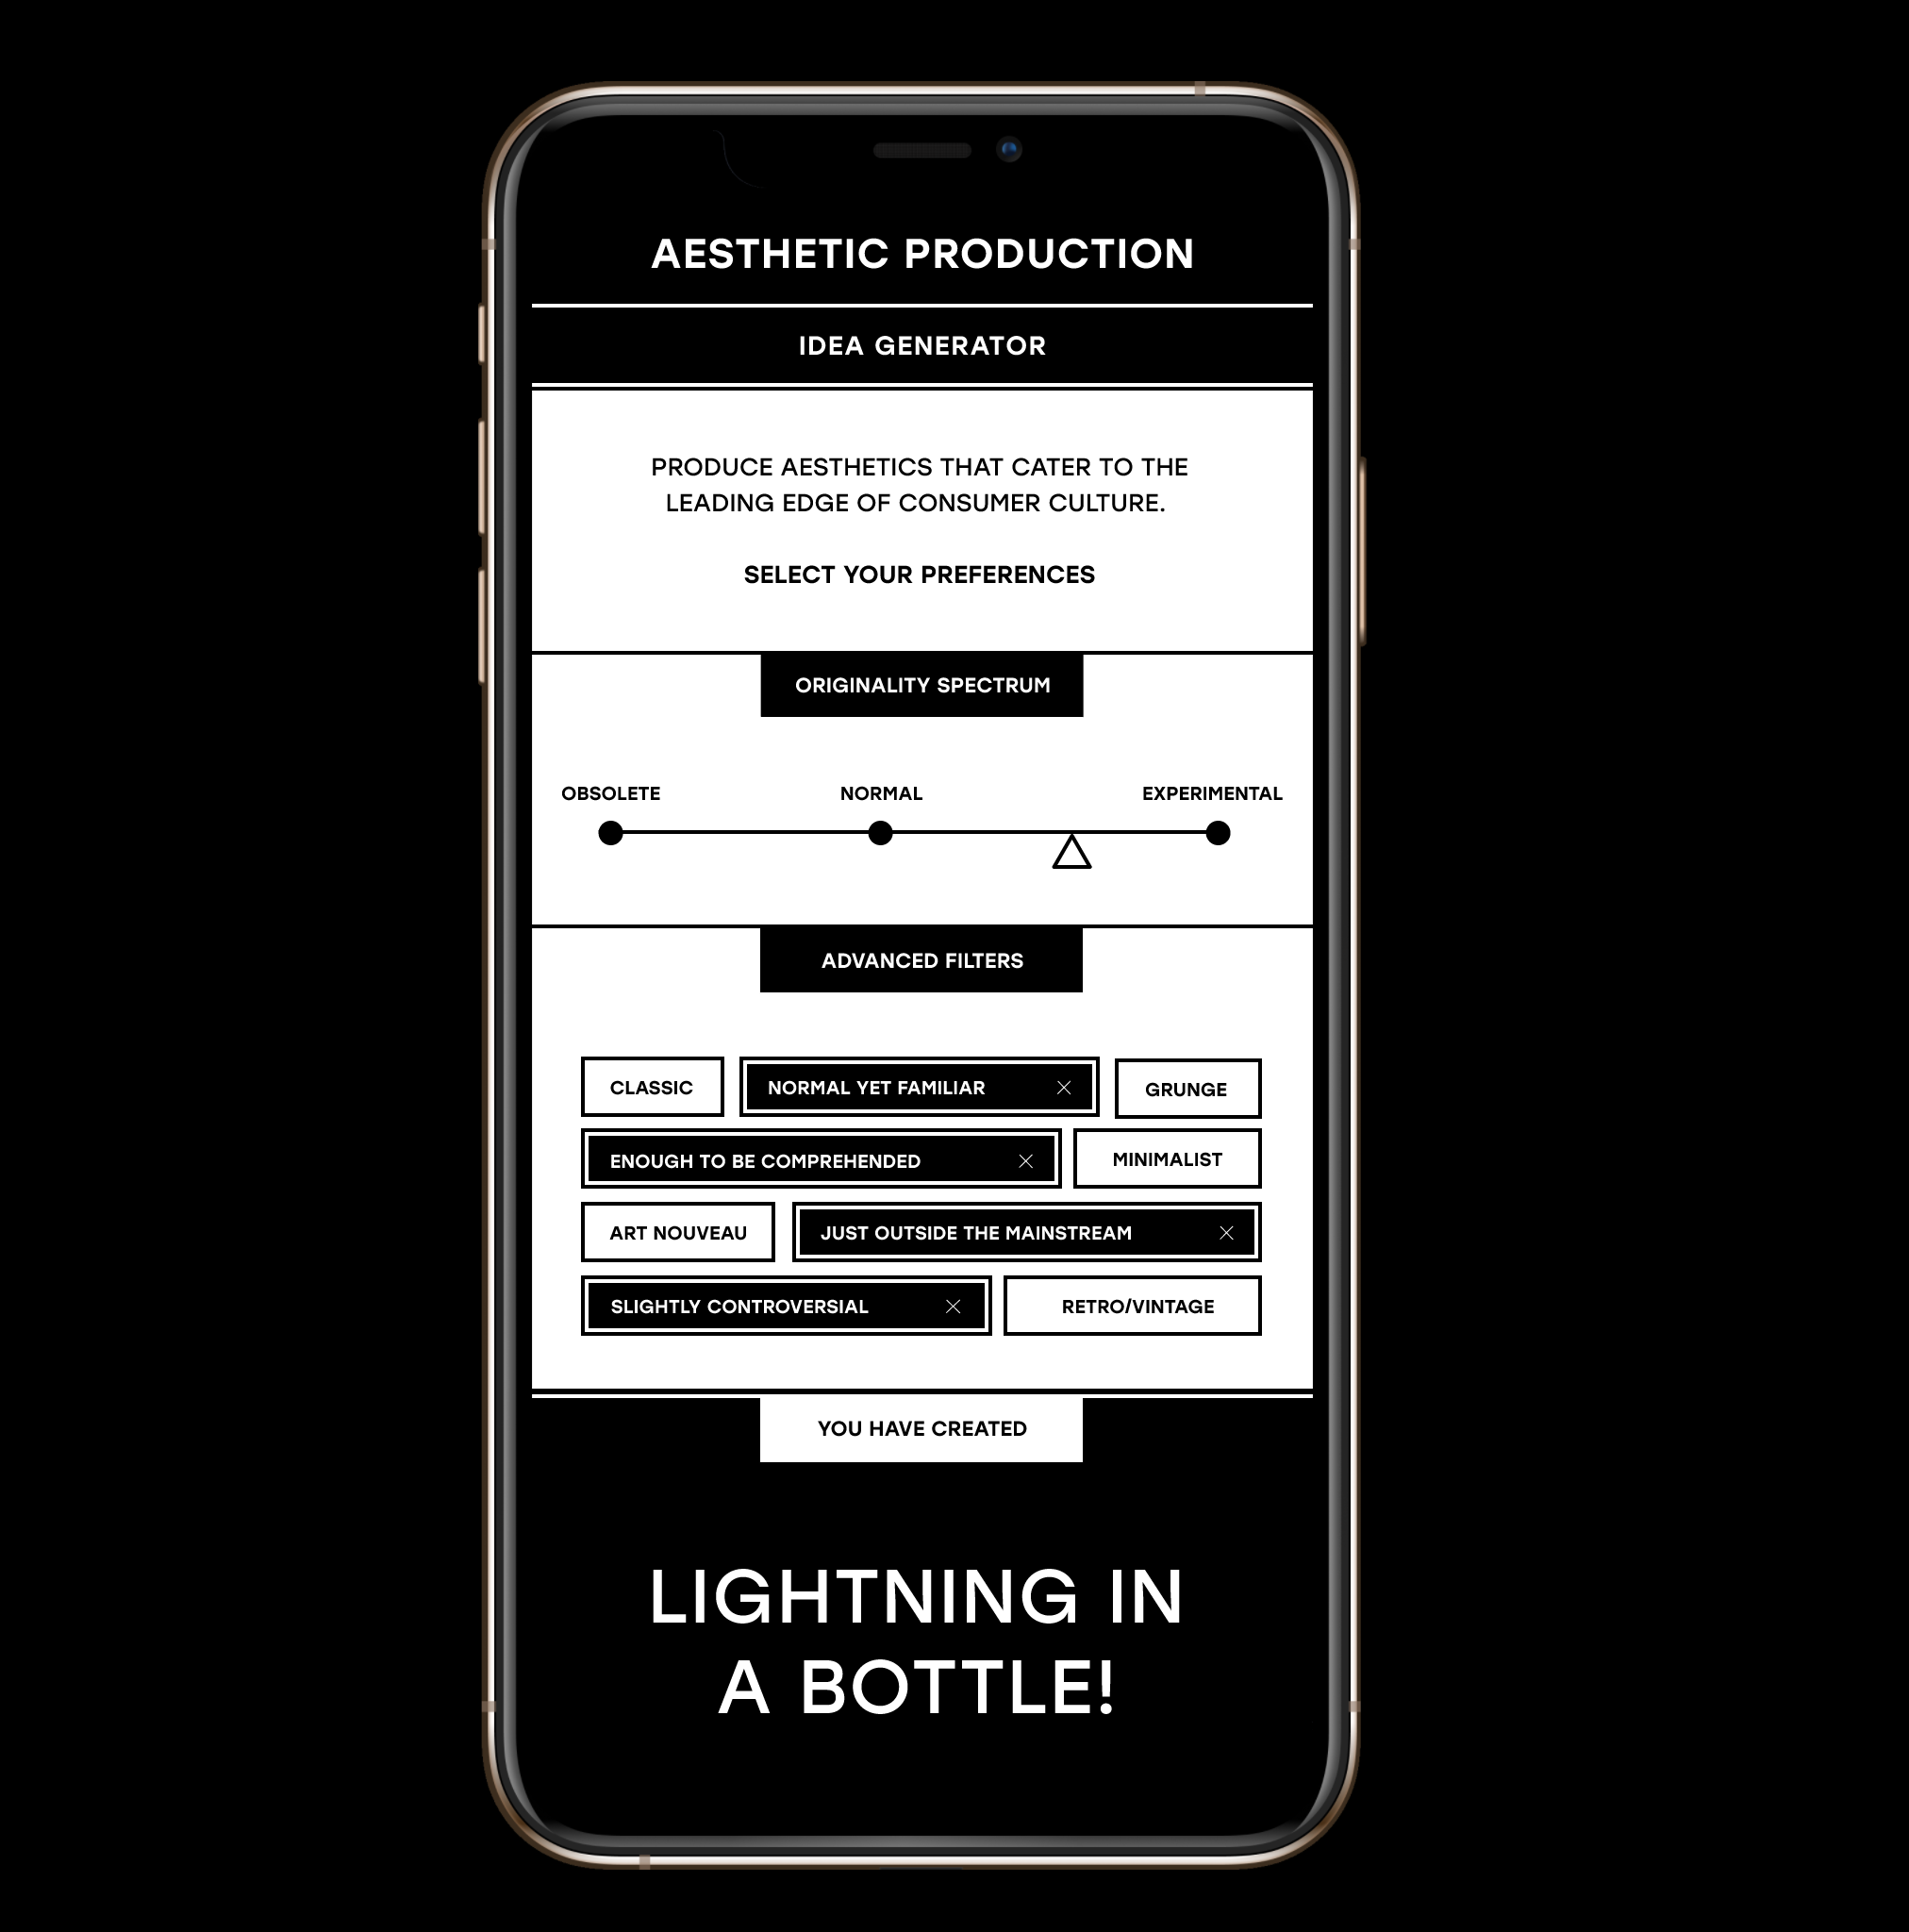 AESTHETIC PRODUCTION
IDEA GENERATOR
PRODUCE AESTHETICS THAT CATER TO THE
LEADING EDGE OF CONSUMER CULTURE.
SELECT YOUR PREFERENCES
ORIGINALITY SPECTRUM
OBSOLETE NORMAL EXPERIMENTAL
ADVANCED FILTERS
CLASSIC NORMAL YET FAMILIAR GRUNGE
ENOUGH TO BE COMPREHENDED MINIMALIST
ART NOUVEAU JUST OUTSIDE THE MAINSTREAM
SLIGHTLY CONTROVERSIAL RETRO/VINTAGE
YOU HAVE CREATED
LIGHTNING IN
A BOTTLE!